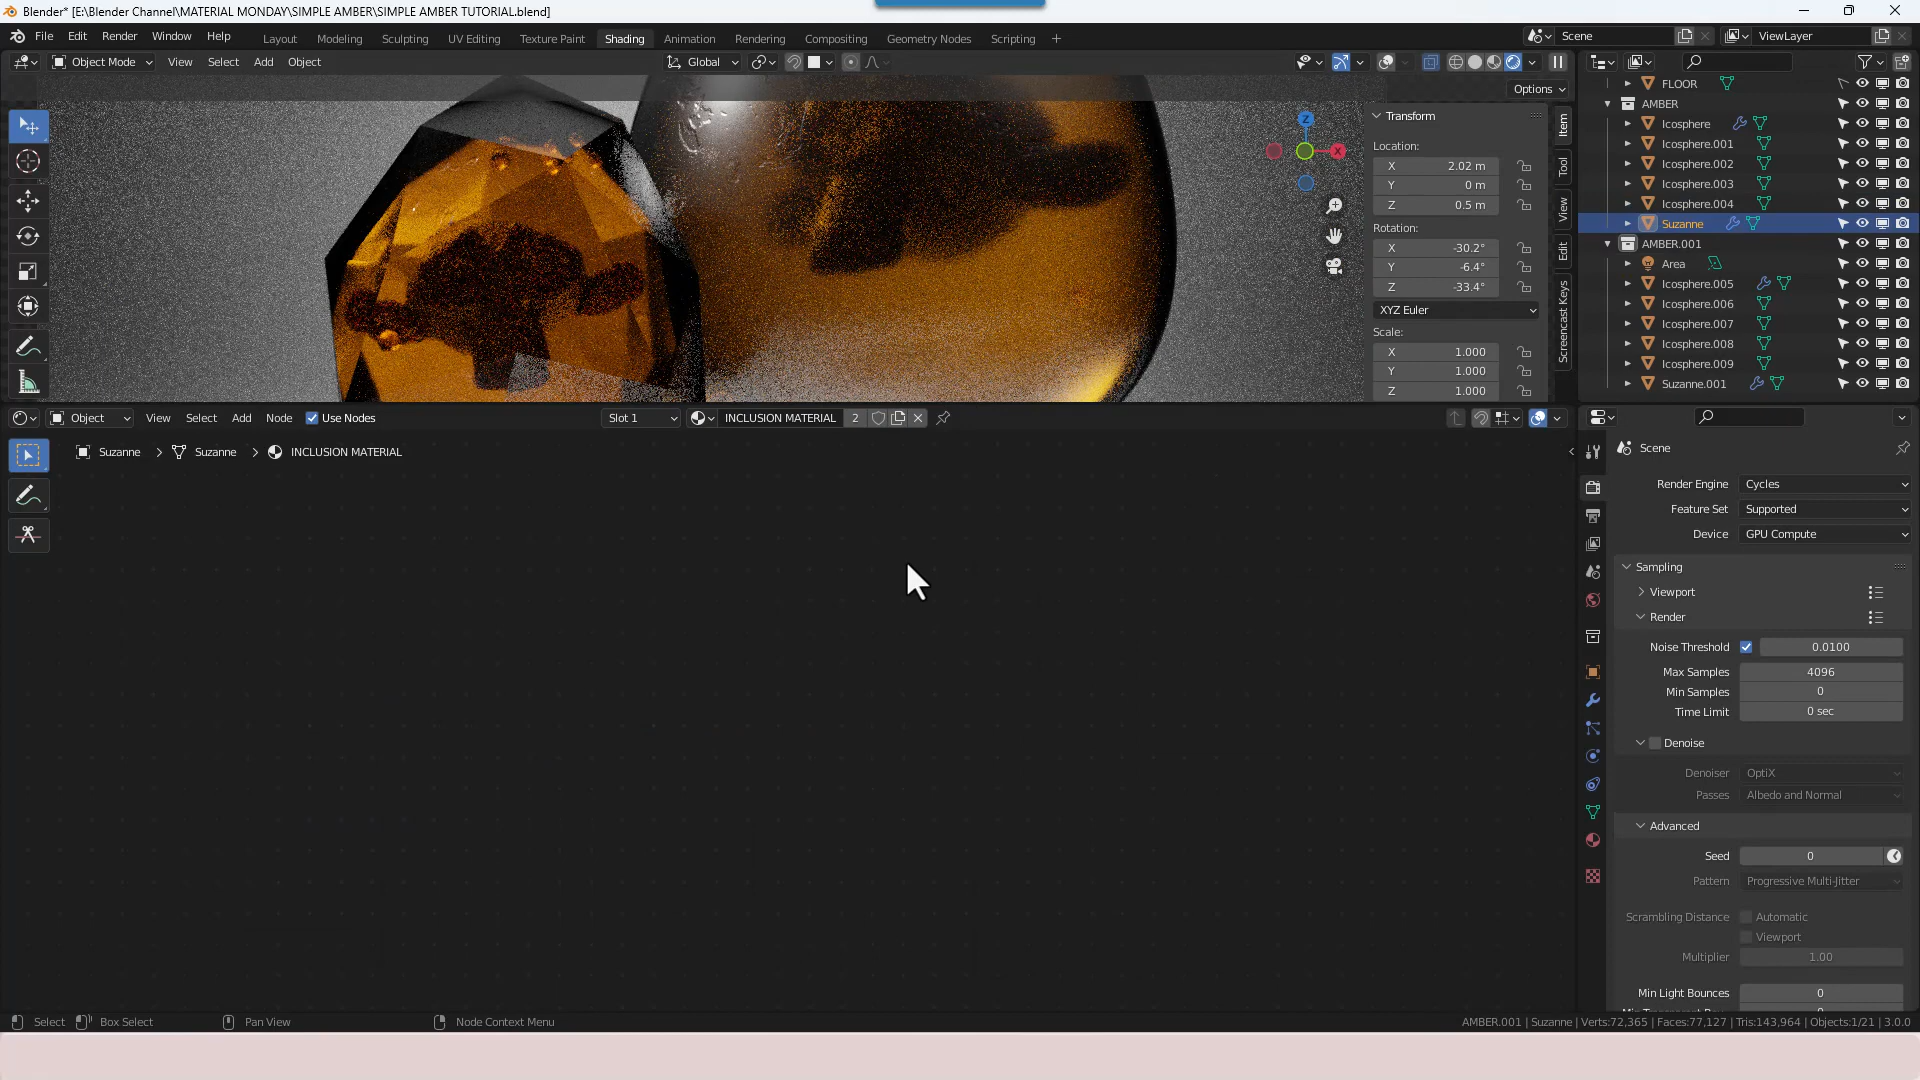 Blender* [E:\Blender Channel\MATERIAL MONDAY\SIMPLE AMBER\SIMPLE AMBER TUTORIAL.blend]
File Edit Render Window Help Layout Modeling Sculpting UV Editing Texture Paint Shading Animation Rendering Compositing Geometry Nodes Scripting + Scene ViewLayer
Object Mode View Select Add Object Global
Options
FLOOR
AMBER
Icosphere
Icosphere.001
Icosphere.002
Icosphere.003
Icosphere.004
Suzanne
AMBER.001
Area
Icosphere.005
Icosphere.006
Icosphere.007
Icosphere.008
Icosphere.009
Suzanne.001
Z
X
Transform
Location:
X 2.02 m
Y 0 m
Z 0.5 m
Rotation:
X -30.2°
Y -6.4°
Z -33.4°
XYZ Euler
Scale:
X 1.000
Y 1.000
Z 1.000
Item
Tool
View
Edit
Screencast Keys
Object View Select Add Node Use Nodes Slot 1 INCLUSION MATERIAL 2
Suzanne > Suzanne > INCLUSION MATERIAL
Scene
Render Engine Cycles
Feature Set Supported
Device GPU Compute
Sampling
Viewport
Render
Noise Threshold 0.0100
Max Samples 4096
Min Samples 0
Time Limit 0 sec
Denoise
Denoiser OptiX
Passes Albedo and Normal
Advanced
Seed 0
Pattern Progressive Multi-Jitter
Scrambling Distance Automatic
Viewport
Multiplier 1.00
Min Light Bounces 0
Select Box Select Pan View Node Context Menu AMBER.001 | Suzanne | Verts:72,365 | Faces:77,127 | Tris:143,964 | Objects:1/21 | 3.0.0